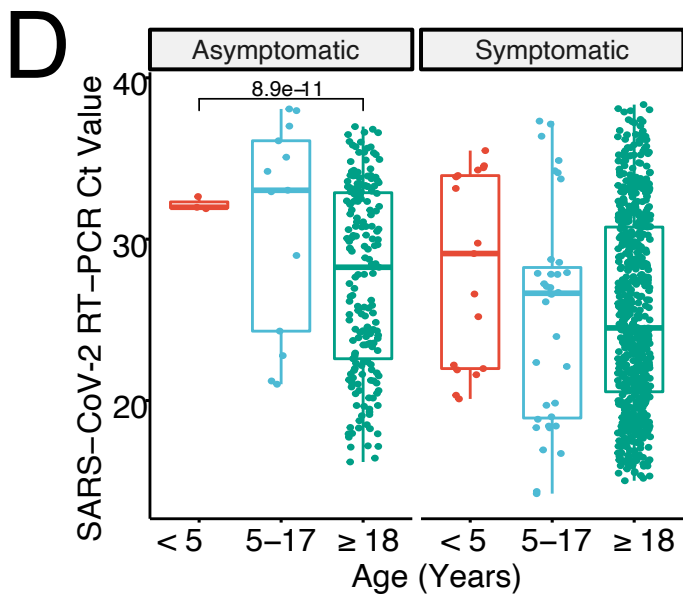 D
Asymptomatic Symptomatic
SARS−CoV−2 RT−PCR Ct Value
40
30
20
8.9e−11
< 5 5−17 ≥ 18 < 5 5−17 ≥ 18
Age (Years)